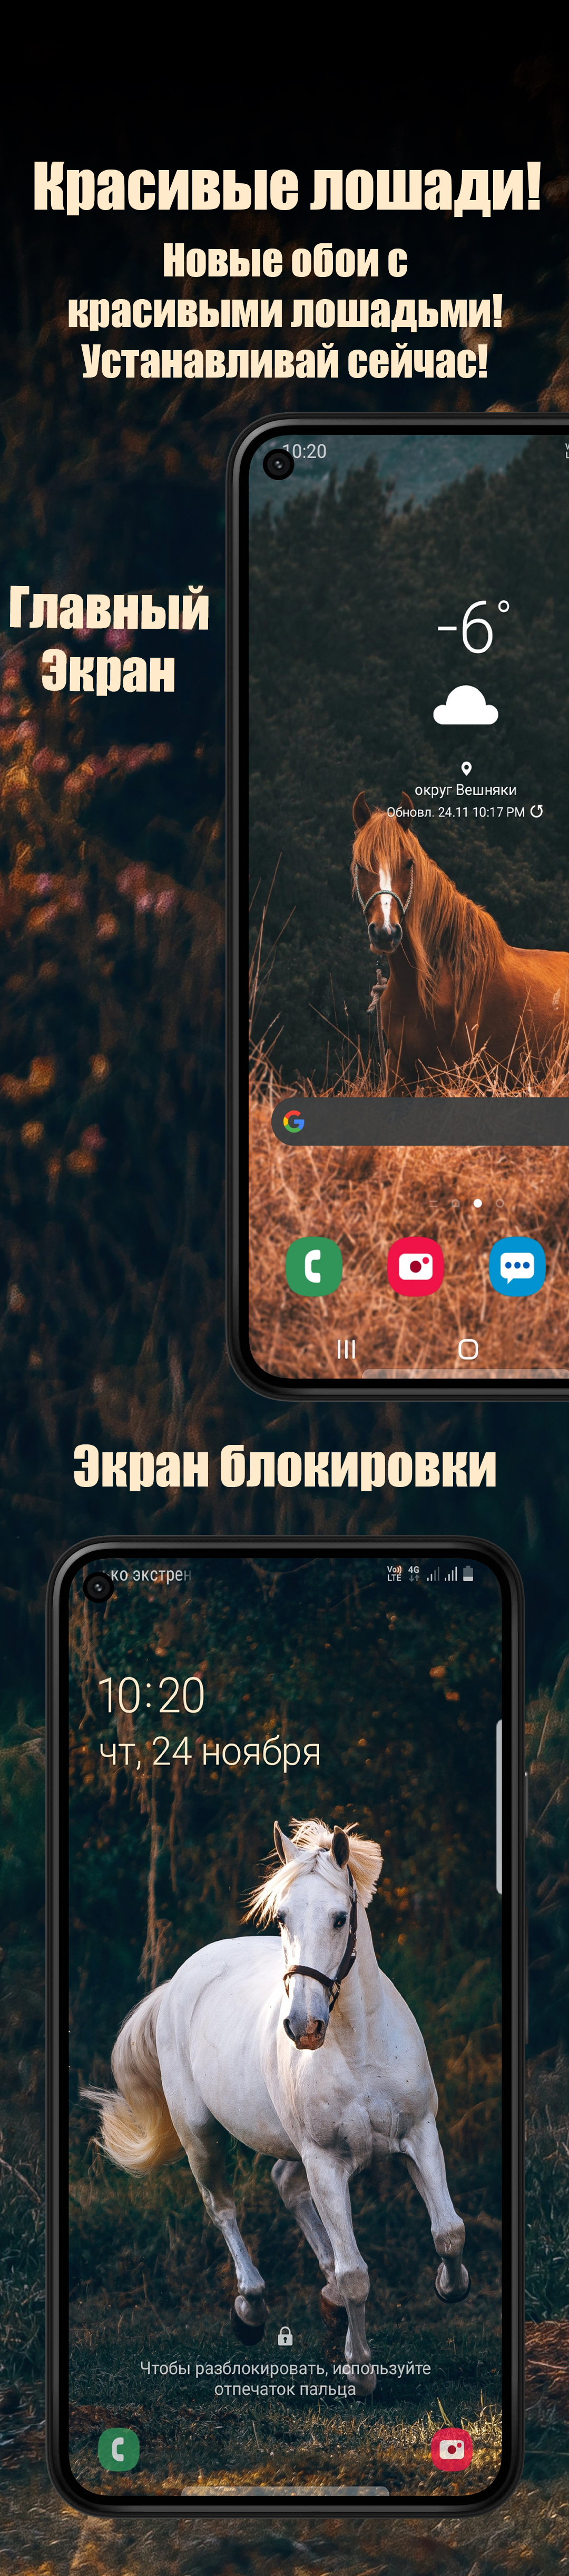 Красивые лошади!
Новые обои с
красивыми лошадьми!
Устанавливай сейчас!
10:20
Главный
Экран
-6°
округ Вешняки
Обновл. 24.11 10:17 PM
Экран блокировки
ко экстрен
Vo)) LTE 4G
10:20
чт, 24 ноября
Чтобы разблокировать, используйте
отпечаток пальца